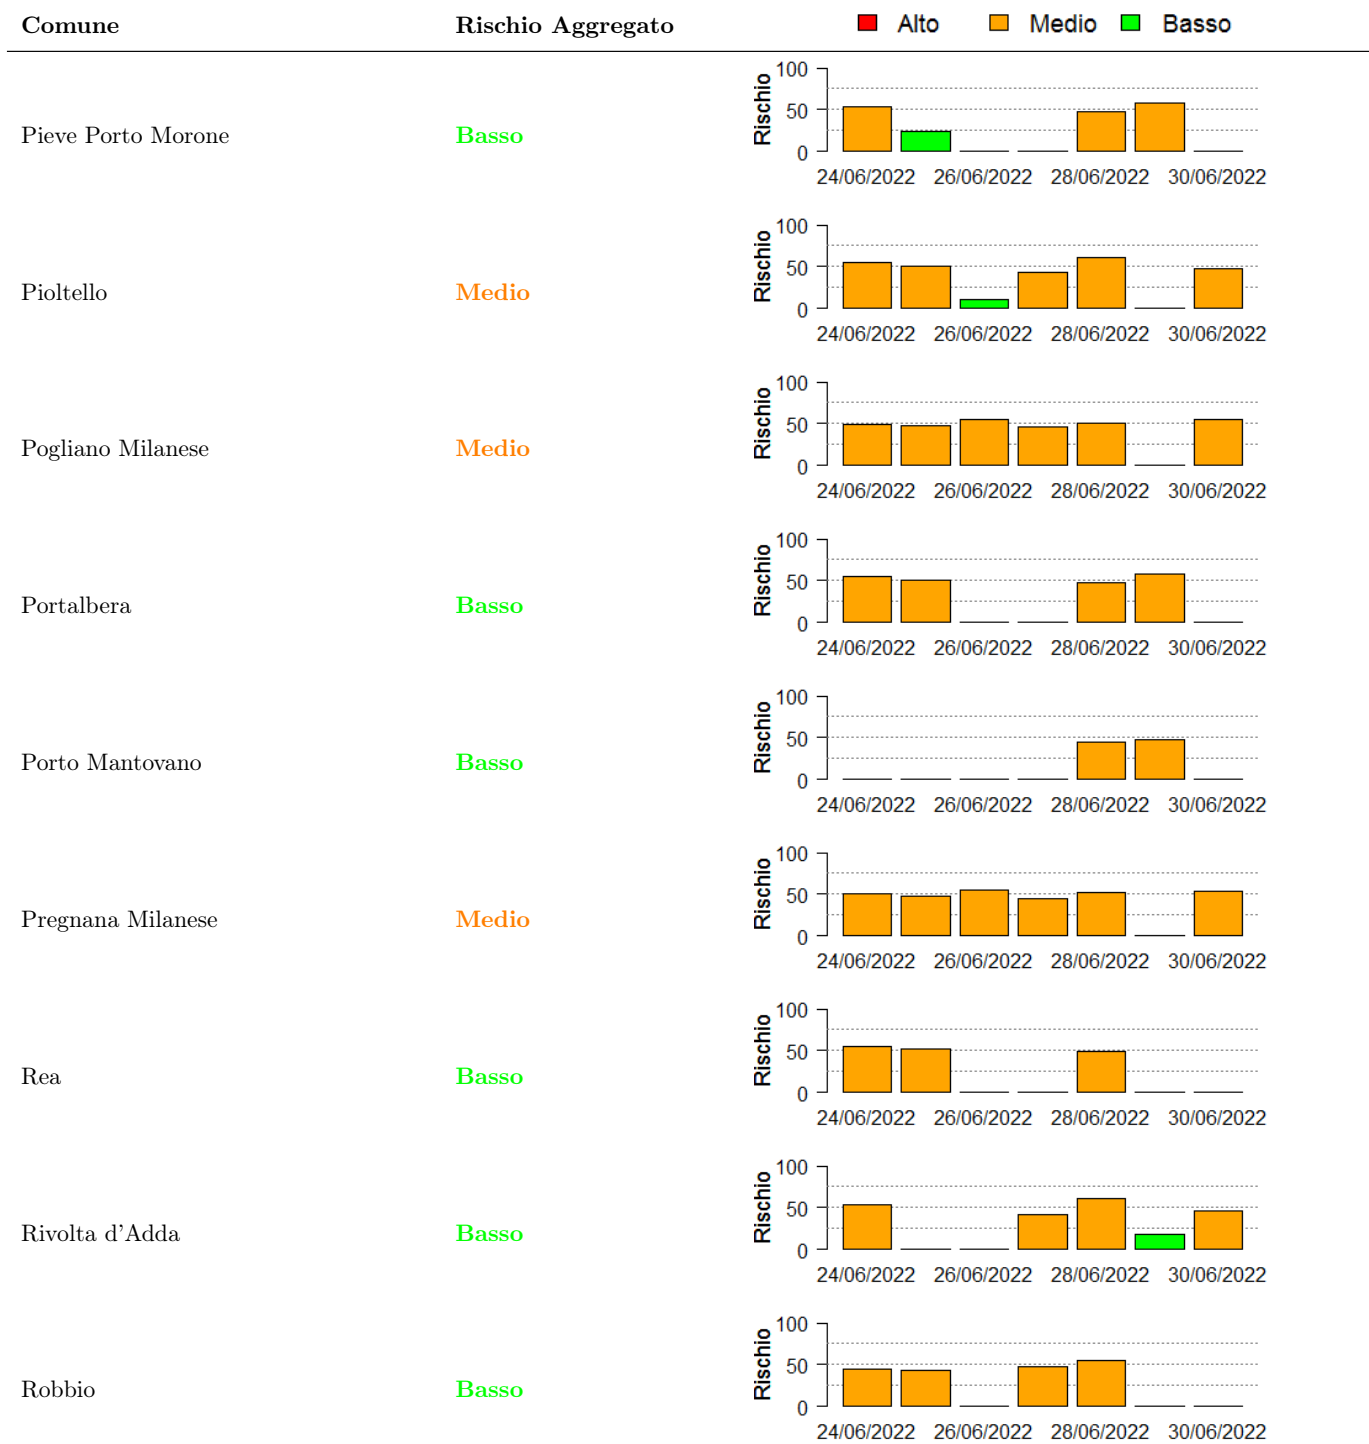 Comune Rischio Aggregato Alto Medio Basso
Pieve Porto Morone Basso Rischio 100 50 0
24/06/2022 26/06/2022 28/06/2022 30/06/2022
Pioltello Medio Rischio 100 50 0
24/06/2022 26/06/2022 28/06/2022 30/06/2022
Pogliano Milanese Medio Rischio 100 50 0
24/06/2022 26/06/2022 28/06/2022 30/06/2022
Portalbera Basso Rischio 100 50 0
24/06/2022 26/06/2022 28/06/2022 30/06/2022
Porto Mantovano Basso Rischio 100 50 0
24/06/2022 26/06/2022 28/06/2022 30/06/2022
Pregnana Milanese Medio Rischio 100 50 0
24/06/2022 26/06/2022 28/06/2022 30/06/2022
Rea Basso Rischio 100 50 0
24/06/2022 26/06/2022 28/06/2022 30/06/2022
Rivolta d'Adda Basso Rischio 100 50 0
24/06/2022 26/06/2022 28/06/2022 30/06/2022
Robbio Basso Rischio 100 50 0
24/06/2022 26/06/2022 28/06/2022 30/06/2022